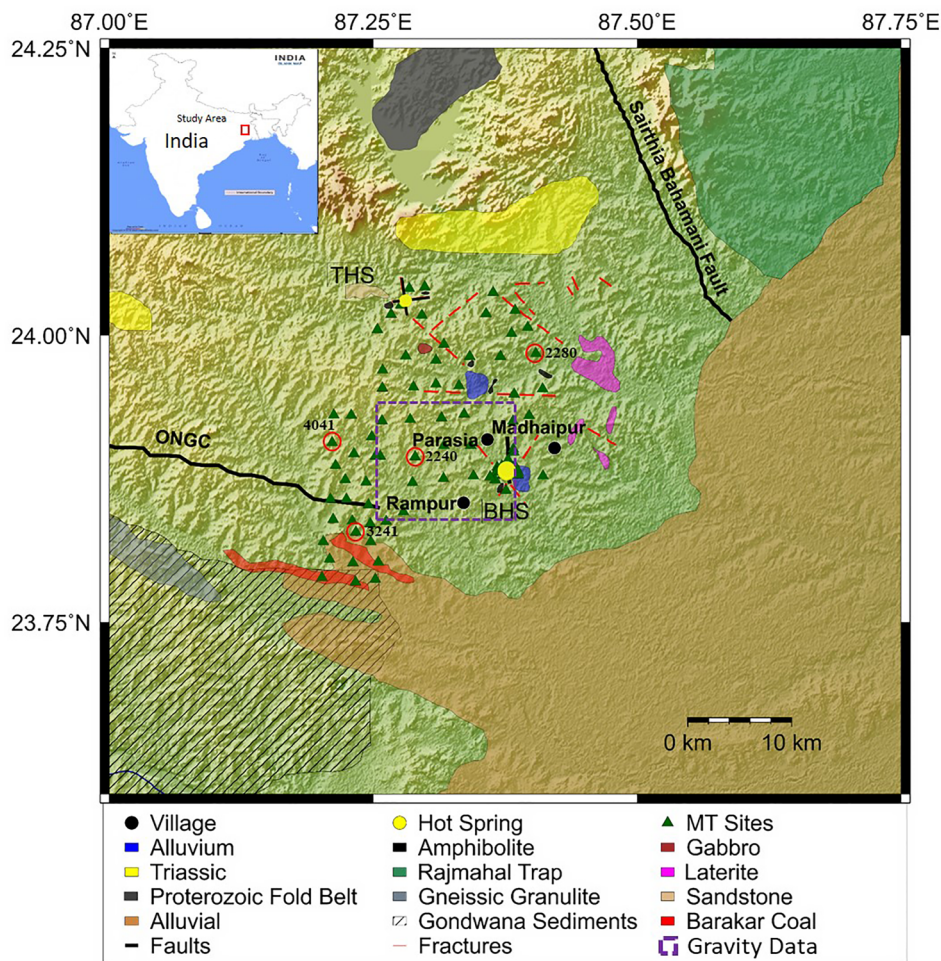 87.00°E 87.25°E 87.50°E 87.75°E
24.25°N
INDIA
Study Area
India
Sairthia Bahamani Fault
THS
24.00°N
2280
4041
Madhaipur
ONGC
Parasia
2240
Rampur
BHS
3241
23.75°N
0 km 10 km
Village Hot Spring MT Sites
Alluvium Amphibolite Gabbro
Triassic Rajmahal Trap Laterite
Proterozoic Fold Belt Gneissic Granulite Sandstone
Alluvial Gondwana Sediments Barakar Coal
Faults Fractures Gravity Data